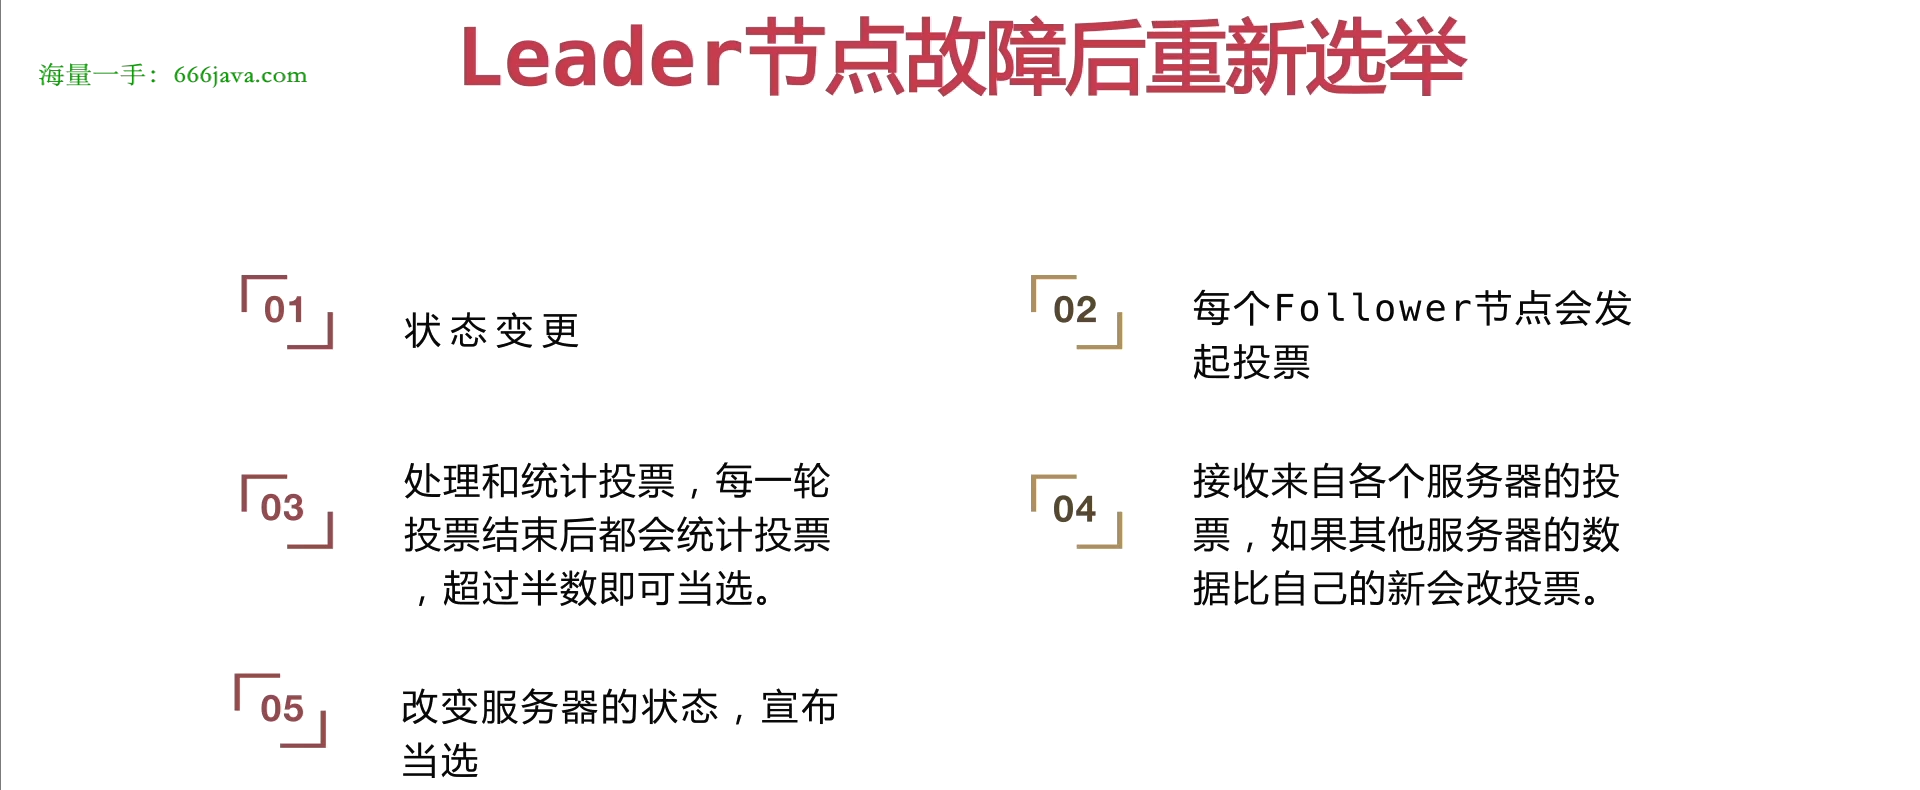 Leader节点故障后重新选举
海量一手：666java.com
01
状态变更
02
每个Follower节点会发
起投票
03
处理和统计投票，每一轮
投票结束后都会统计投票
，超过半数即可当选。
04
接收来自各个服务器的投
票，如果其他服务器的数
据比自己的新会改投票。
05
改变服务器的状态，宣布
当选